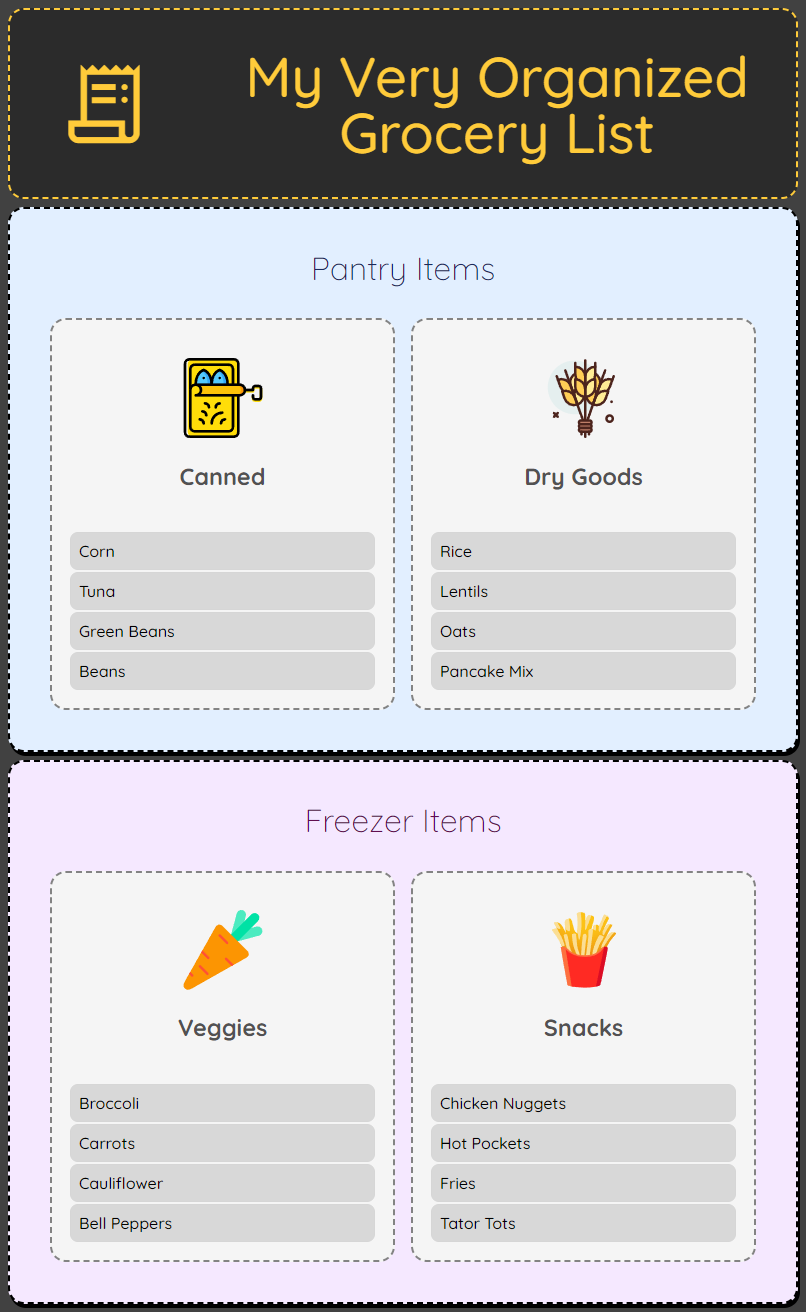 My Very Organized
Grocery List
Pantry Items
Canned
Corn
Tuna
Green Beans
Beans
Dry Goods
Rice
Lentils
Oats
Pancake Mix
Freezer Items
Veggies
Broccoli
Carrots
Cauliflower
Bell Peppers
Snacks
Chicken Nuggets
Hot Pockets
Fries
Tator Tots